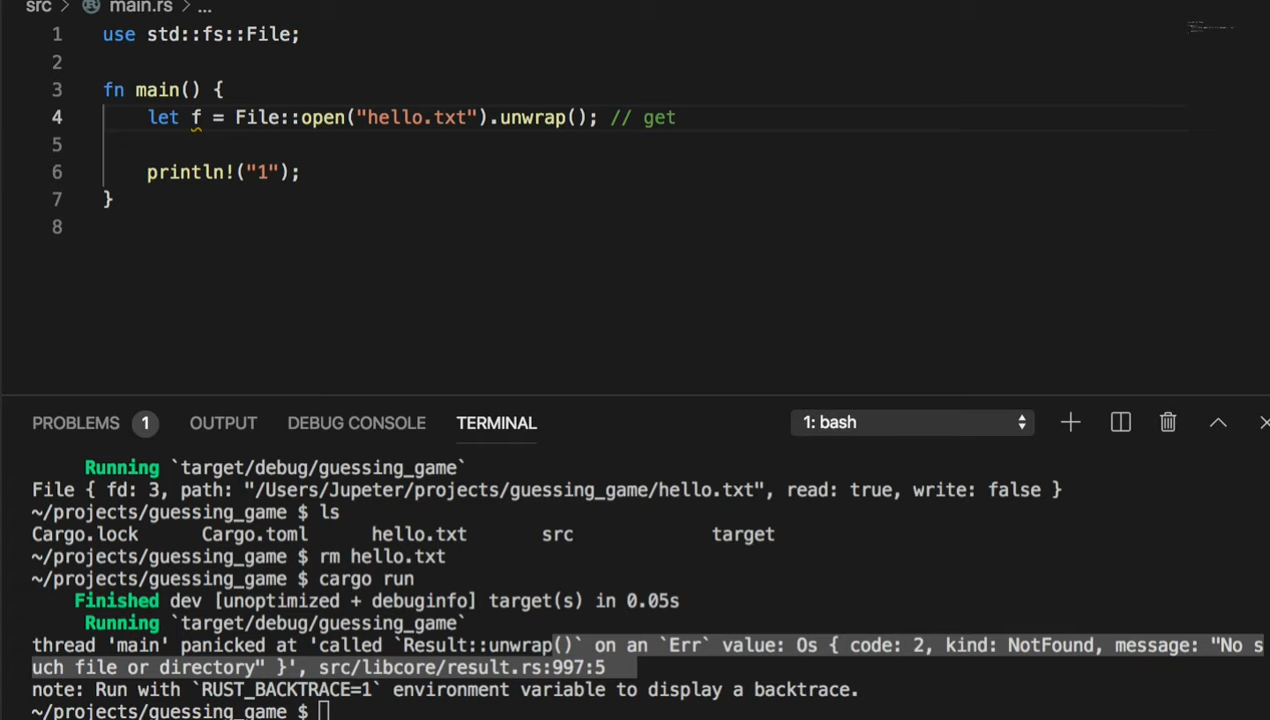 src > main.rs > ...
1 use std::fs::File;
2
3 fn main() {
4 let f = File::open("hello.txt").unwrap(); // get
5
6 println!("1");
7 }
8
PROBLEMS 1 OUTPUT DEBUG CONSOLE TERMINAL 1: bash
Running `target/debug/guessing_game`
File { fd: 3, path: "/Users/Jupeter/projects/guessing_game/hello.txt", read: true, write: false }
~/projects/guessing_game $ ls
Cargo.lock Cargo.toml hello.txt src target
~/projects/guessing_game $ rm hello.txt
~/projects/guessing_game $ cargo run
Finished dev [unoptimized + debuginfo] target(s) in 0.05s
Running `target/debug/guessing_game`
thread 'main' panicked at 'called `Result::unwrap()` on an `Err` value: Os { code: 2, kind: NotFound, message: "No s
uch file or directory" }', src/libcore/result.rs:997:5
note: Run with `RUST_BACKTRACE=1` environment variable to display a backtrace.
~/projects/guessing_game $